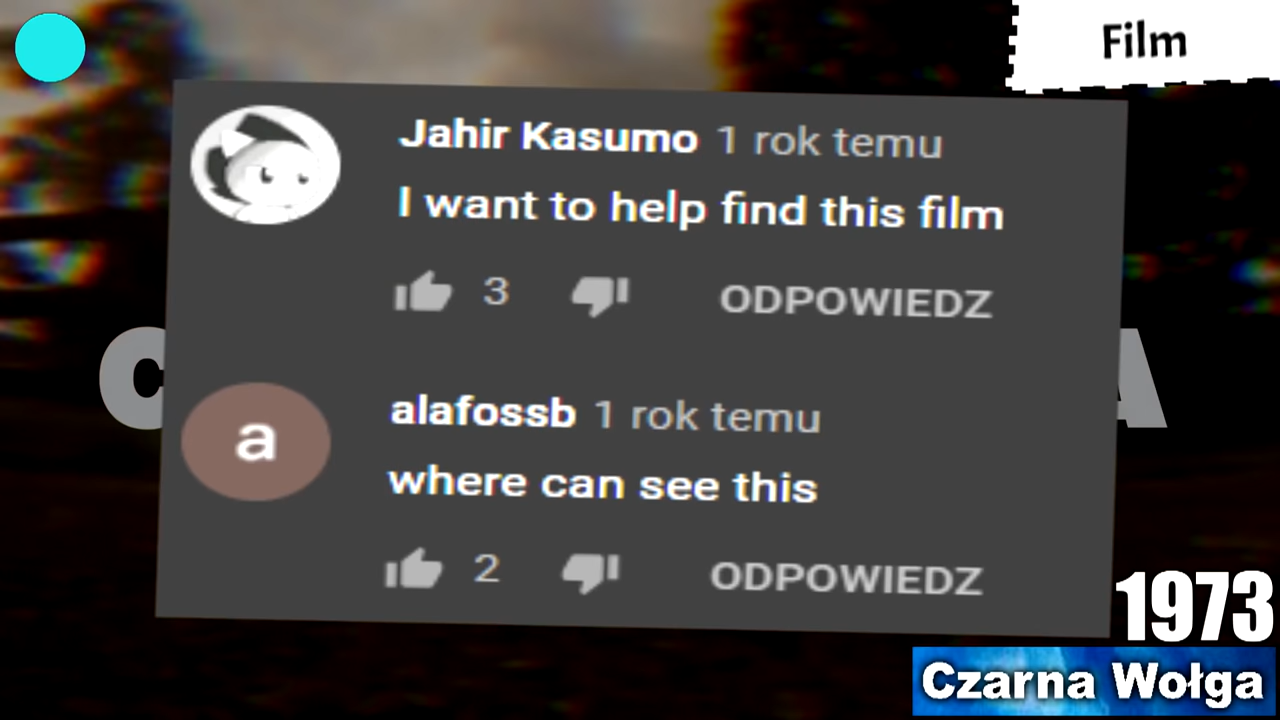 Film
Jahir Kasumo 1 rok temu
I want to help find this film
3 ODPOWIEDZ
C A
a
alafossb 1 rok temu
where can see this
2 ODPOWIEDZ
1973
Czarna Wołga